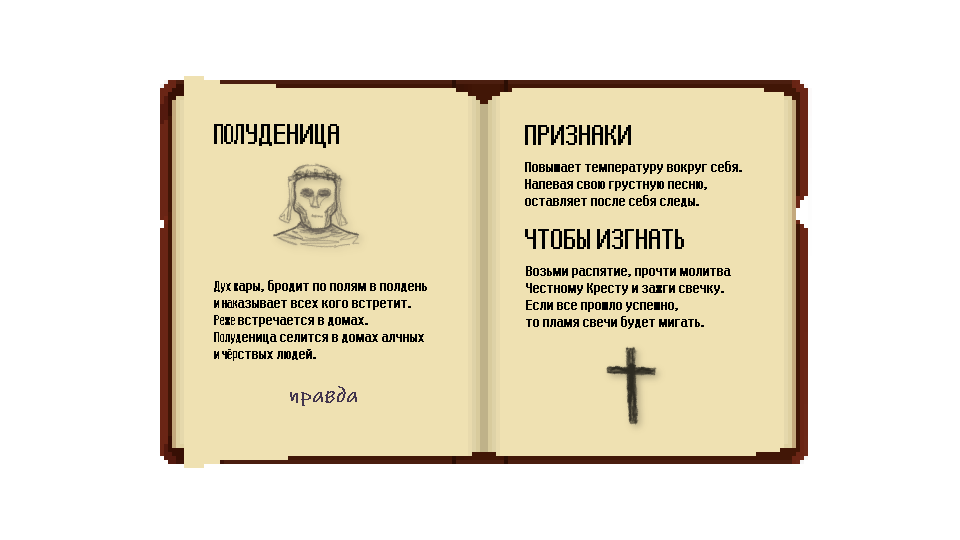 ПОЛУДЕНИЦА
Дух кары, бродит по полям в полдень
и наказывает всех кого встретит.
Реже встречается в домах.
Полуденица селится в домах алчных
и чёрствых людей.
правда
ПРИЗНАКИ
Повышает температуру вокруг себя.
Напевая свою грустную песню,
оставляет после себя следы.
ЧТОБЫ ИЗГНАТЬ
Возьми распятие, прочти молитва
Честному Кресту и зажги свечку.
Если все прошло успешно,
то пламя свечи будет мигать.